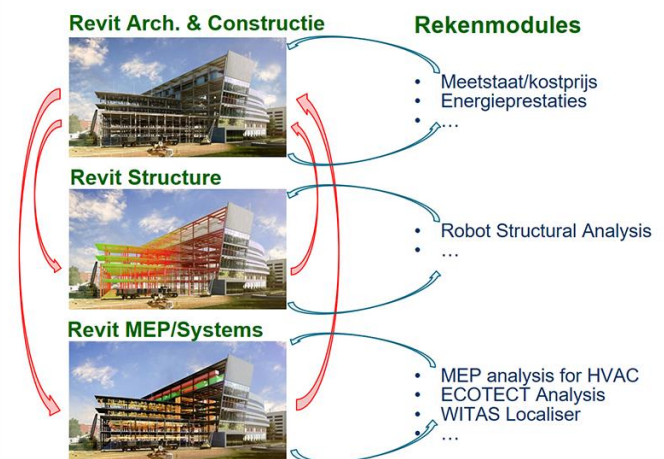 Revit Arch. & Constructie
Rekenmodules
• Meetstaat/kostprijs
• Energieprestaties
• …
Revit Structure
• Robot Structural Analysis
• …
Revit MEP/Systems
• MEP analysis for HVAC
• ECOTECT Analysis
• WITAS Localiser
• …